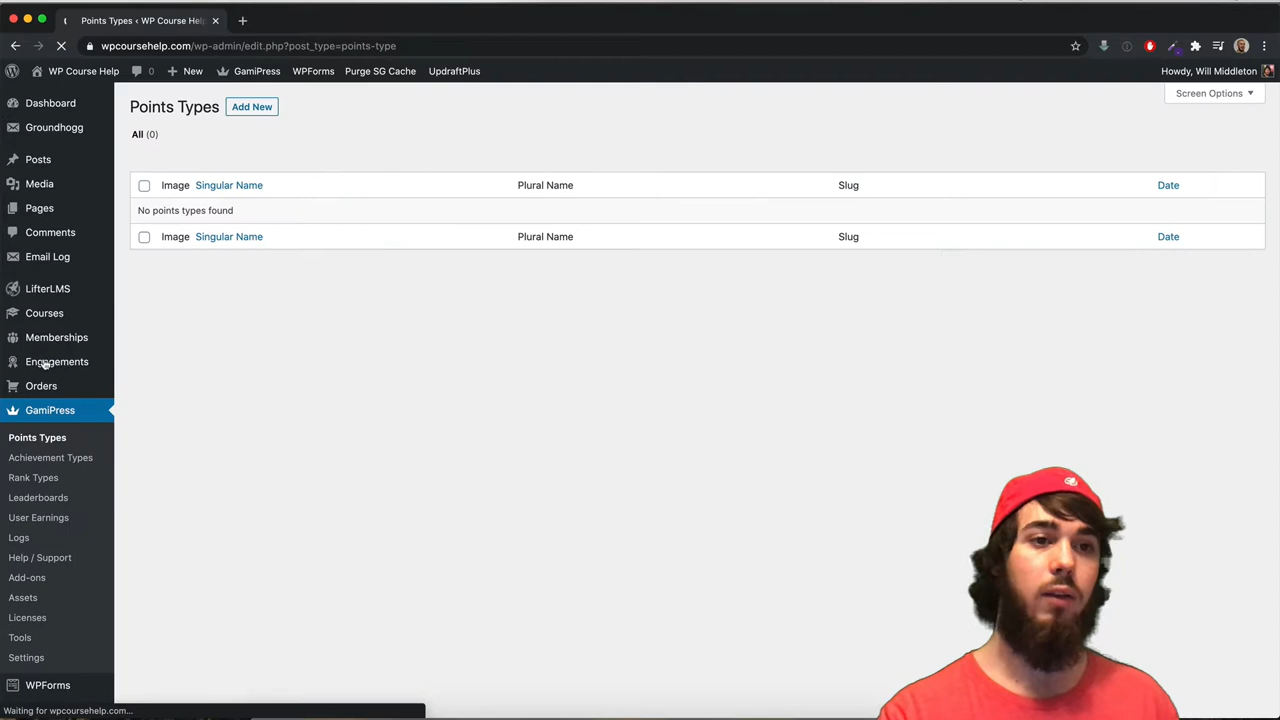 Points Types ‹ WP Course Hel
wpcoursehelp.com/wp-admin/edit.php?post_type=points-type
WP Course Help 0 New GamiPress WPForms Purge SG Cache UpdraftPlus Howdy, Will Middleton
Dashboard
Groundhogg
Posts
Media
Pages
Comments
Email Log
LifterLMS
Courses
Memberships
Engagements
Orders
GamiPress
Points Types
Achievement Types
Rank Types
Leaderboards
User Earnings
Logs
Help / Support
Add-ons
Assets
Licenses
Tools
Settings
WPForms
Screen Options
Points Types Add New
All (0)
Image Singular Name Plural Name Slug Date
No points types found
Image Singular Name Plural Name Slug Date
Waiting for wpcoursehelp.com...